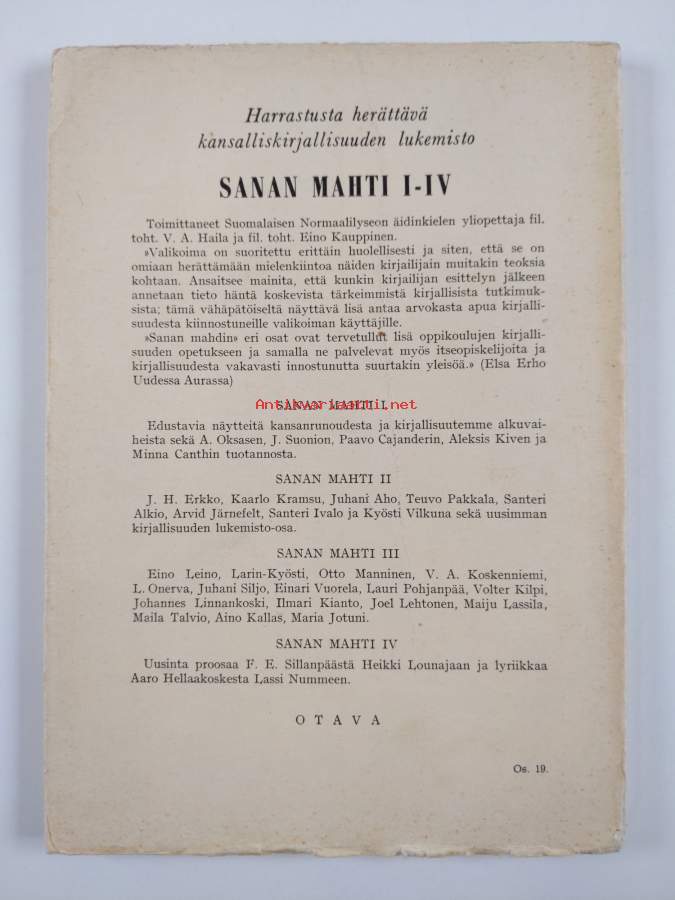 Harrastusta herättävä
kansalliskirjallisuuden lukemisto
SANAN MAHTI I-IV
Toimittaneet Suomalaisen Normaalilyseon äidinkielen yliopettaja fil.
toht. V. A. Haila ja fil. toht. Eino Kauppinen.
»Valikoima on suoritettu erittäin huolellisesti ja siten, että se on
omiaan herättämään mielenkiintoa näiden kirjailijain muitakin teoksia
kohtaan. Ansaitsee mainita, että kunkin kirjailijan esittelyn jälkeen
annetaan tieto häntä koskevista tärkeimmistä kirjallisista tutkimuk-
sista; tämä vähäpätöiseltä näyttävä lisä antaa arvokasta apua kirjalli-
suudesta kiinnostuneille valikoiman käyttäjille.
»Sanan mahdin» eri osat ovat tervetullut lisä oppikoulujen kirjalli-
suuden opetukseen ja samalla ne palvelevat myös itseopiskelijoita ja
kirjallisuudesta vakavasti innostunutta suurtakin yleisöä.» (Elsa Erho
Uudessa Aurassa)
SANAN MAHTI I
Antikvariaatti.net
Edustavia näytteitä kansanrunoudesta ja kirjallisuutemme alkuvai-
heista sekä A. Oksasen, J. Suonion, Paavo Cajanderin, Aleksis Kiven ja
Minna Canthin tuotannosta.
SANAN MAHTI II
J. H. Erkko, Kaarlo Kramsu, Juhani Aho, Teuvo Pakkala, Santeri
Alkio, Arvid Järnefelt, Santeri Ivalo ja Kyösti Vilkuna sekä uusimman
kirjallisuuden lukemisto-osa.
SANAN MAHTI III
Eino Leino, Larin-Kyösti, Otto Manninen, V. A. Koskenniemi,
L. Onerva, Juhani Siljo, Einari Vuorela, Lauri Pohjanpää, Volter Kilpi,
Johannes Linnankoski, Ilmari Kianto, Joel Lehtonen, Maiju Lassila,
Maila Talvio, Aino Kallas, Maria Jotuni.
SANAN MAHTI IV
Uusinta proosaa F. E. Sillanpäästä Heikki Lounajaan ja lyriikkaa
Aaro Hellaakoskesta Lassi Nummeen.
OTAVA
Os. 19.